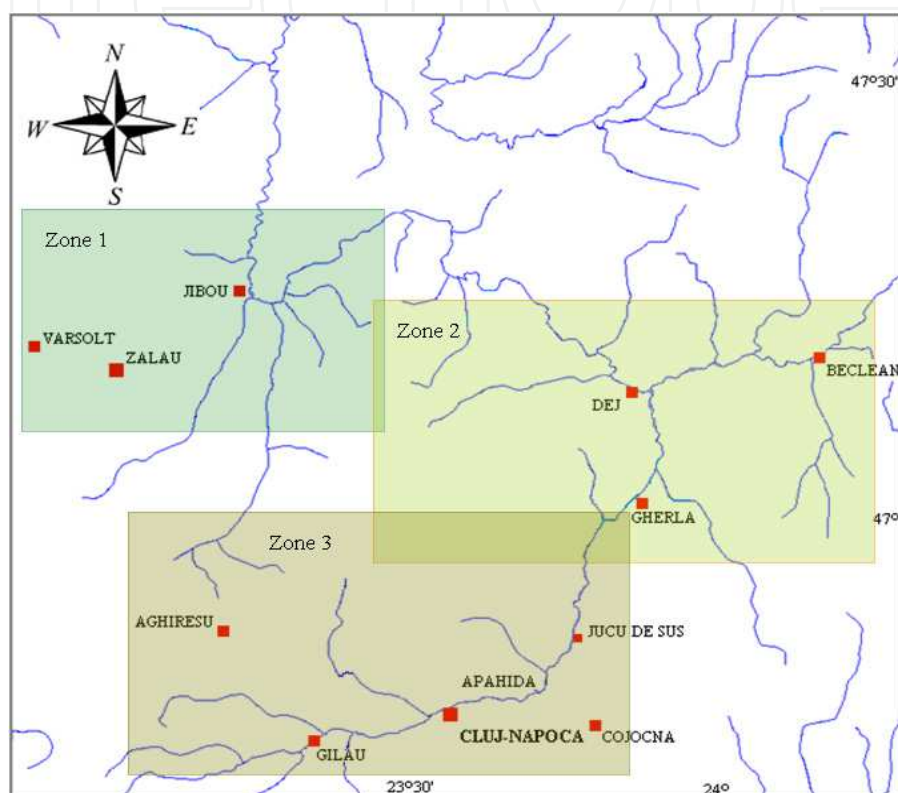 N
47°30'
W
E
S
Zone 1
JIBOU
Zone 2
VARSOLT
ZALAU
BECLEAN
DEJ
GHERLA
47°
Zone 3
AGHIRESU
JUCU DE SUS
APAHIDA
CLUJ-NAPOCA
COJOCNA
GILAU
23°30'
24°